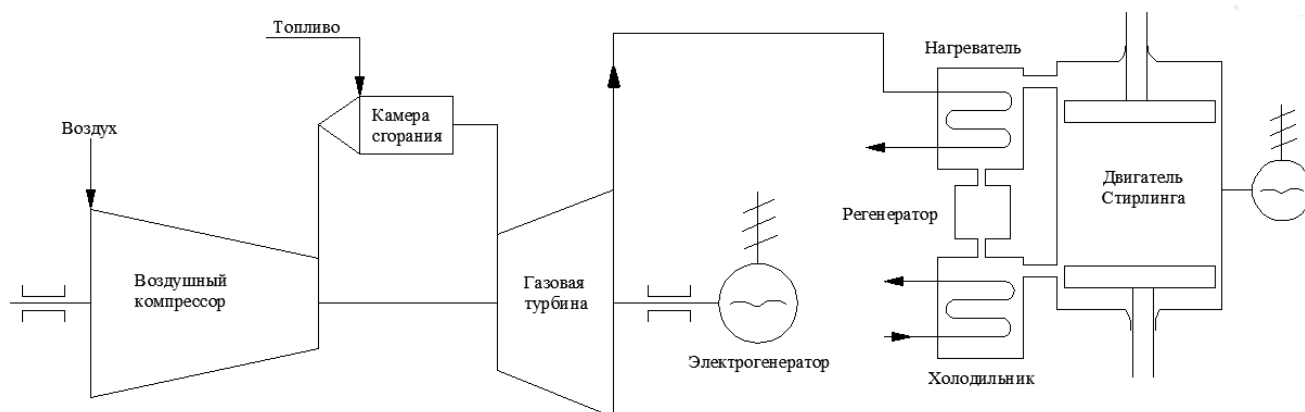 Топливо
Нагреватель
Камера
сгорания
Воздух
Двигатель
Стирлинга
Регенератор
Воздушный
компрессор
Газовая
турбина
Электрогенератор
Холодильник